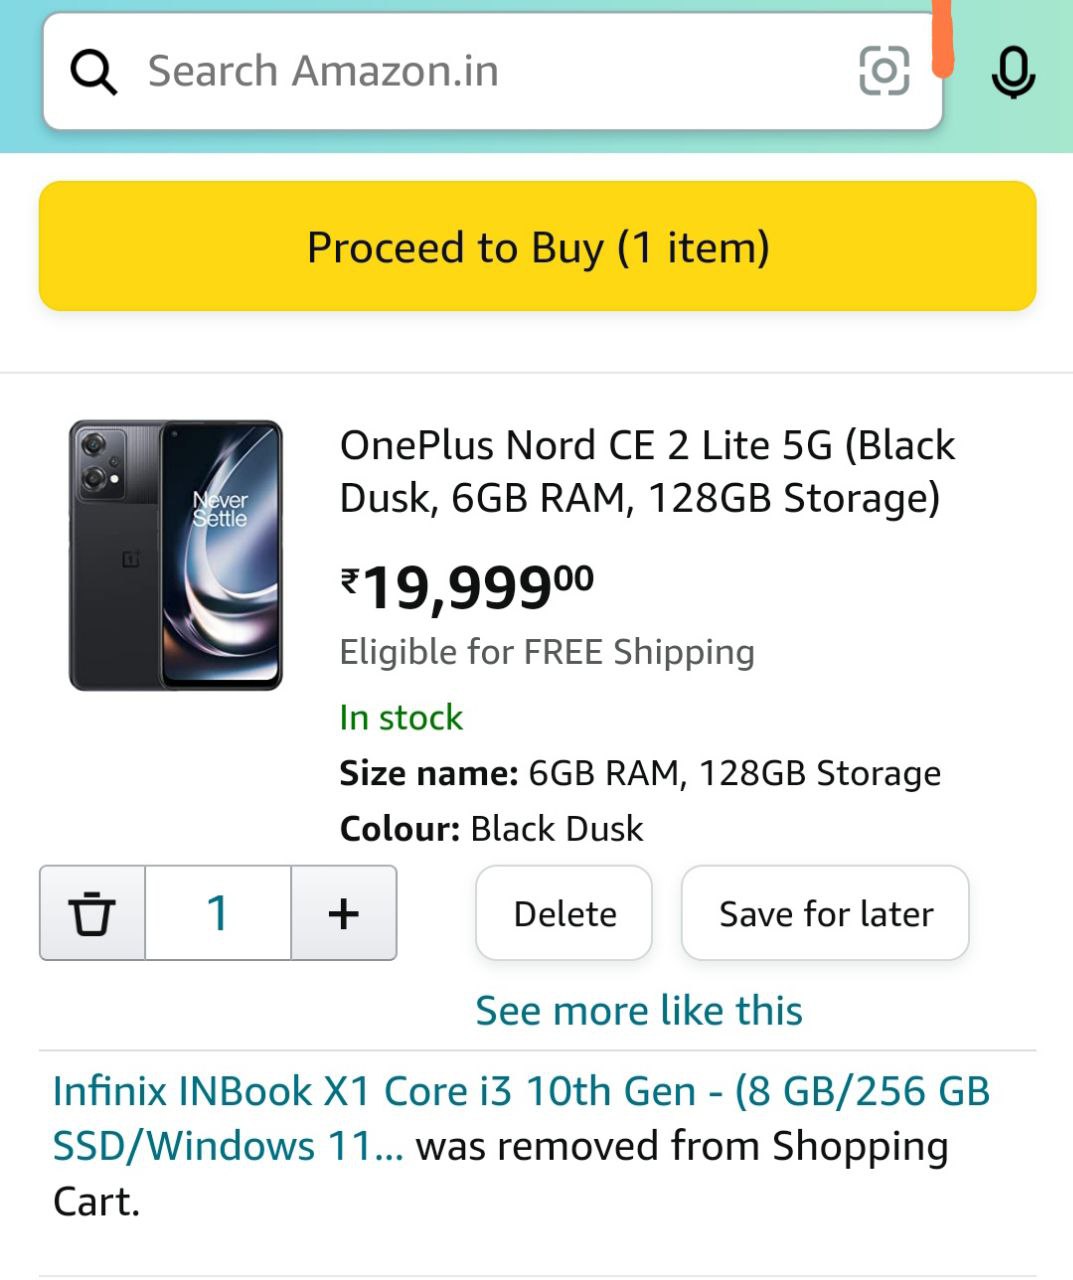 Search Amazon.in
Proceed to Buy (1 item)
OnePlus Nord CE 2 Lite 5G (Black
Dusk, 6GB RAM, 128GB Storage)
Never
Settle
₹19,99900
Eligible for FREE Shipping
In stock
Size name: 6GB RAM, 128GB Storage
Colour: Black Dusk
1
+
Delete
Save for later
See more like this
Infinix INBook X1 Core i3 10th Gen - (8 GB/256 GB
SSD/Windows 11... was removed from Shopping
Cart.